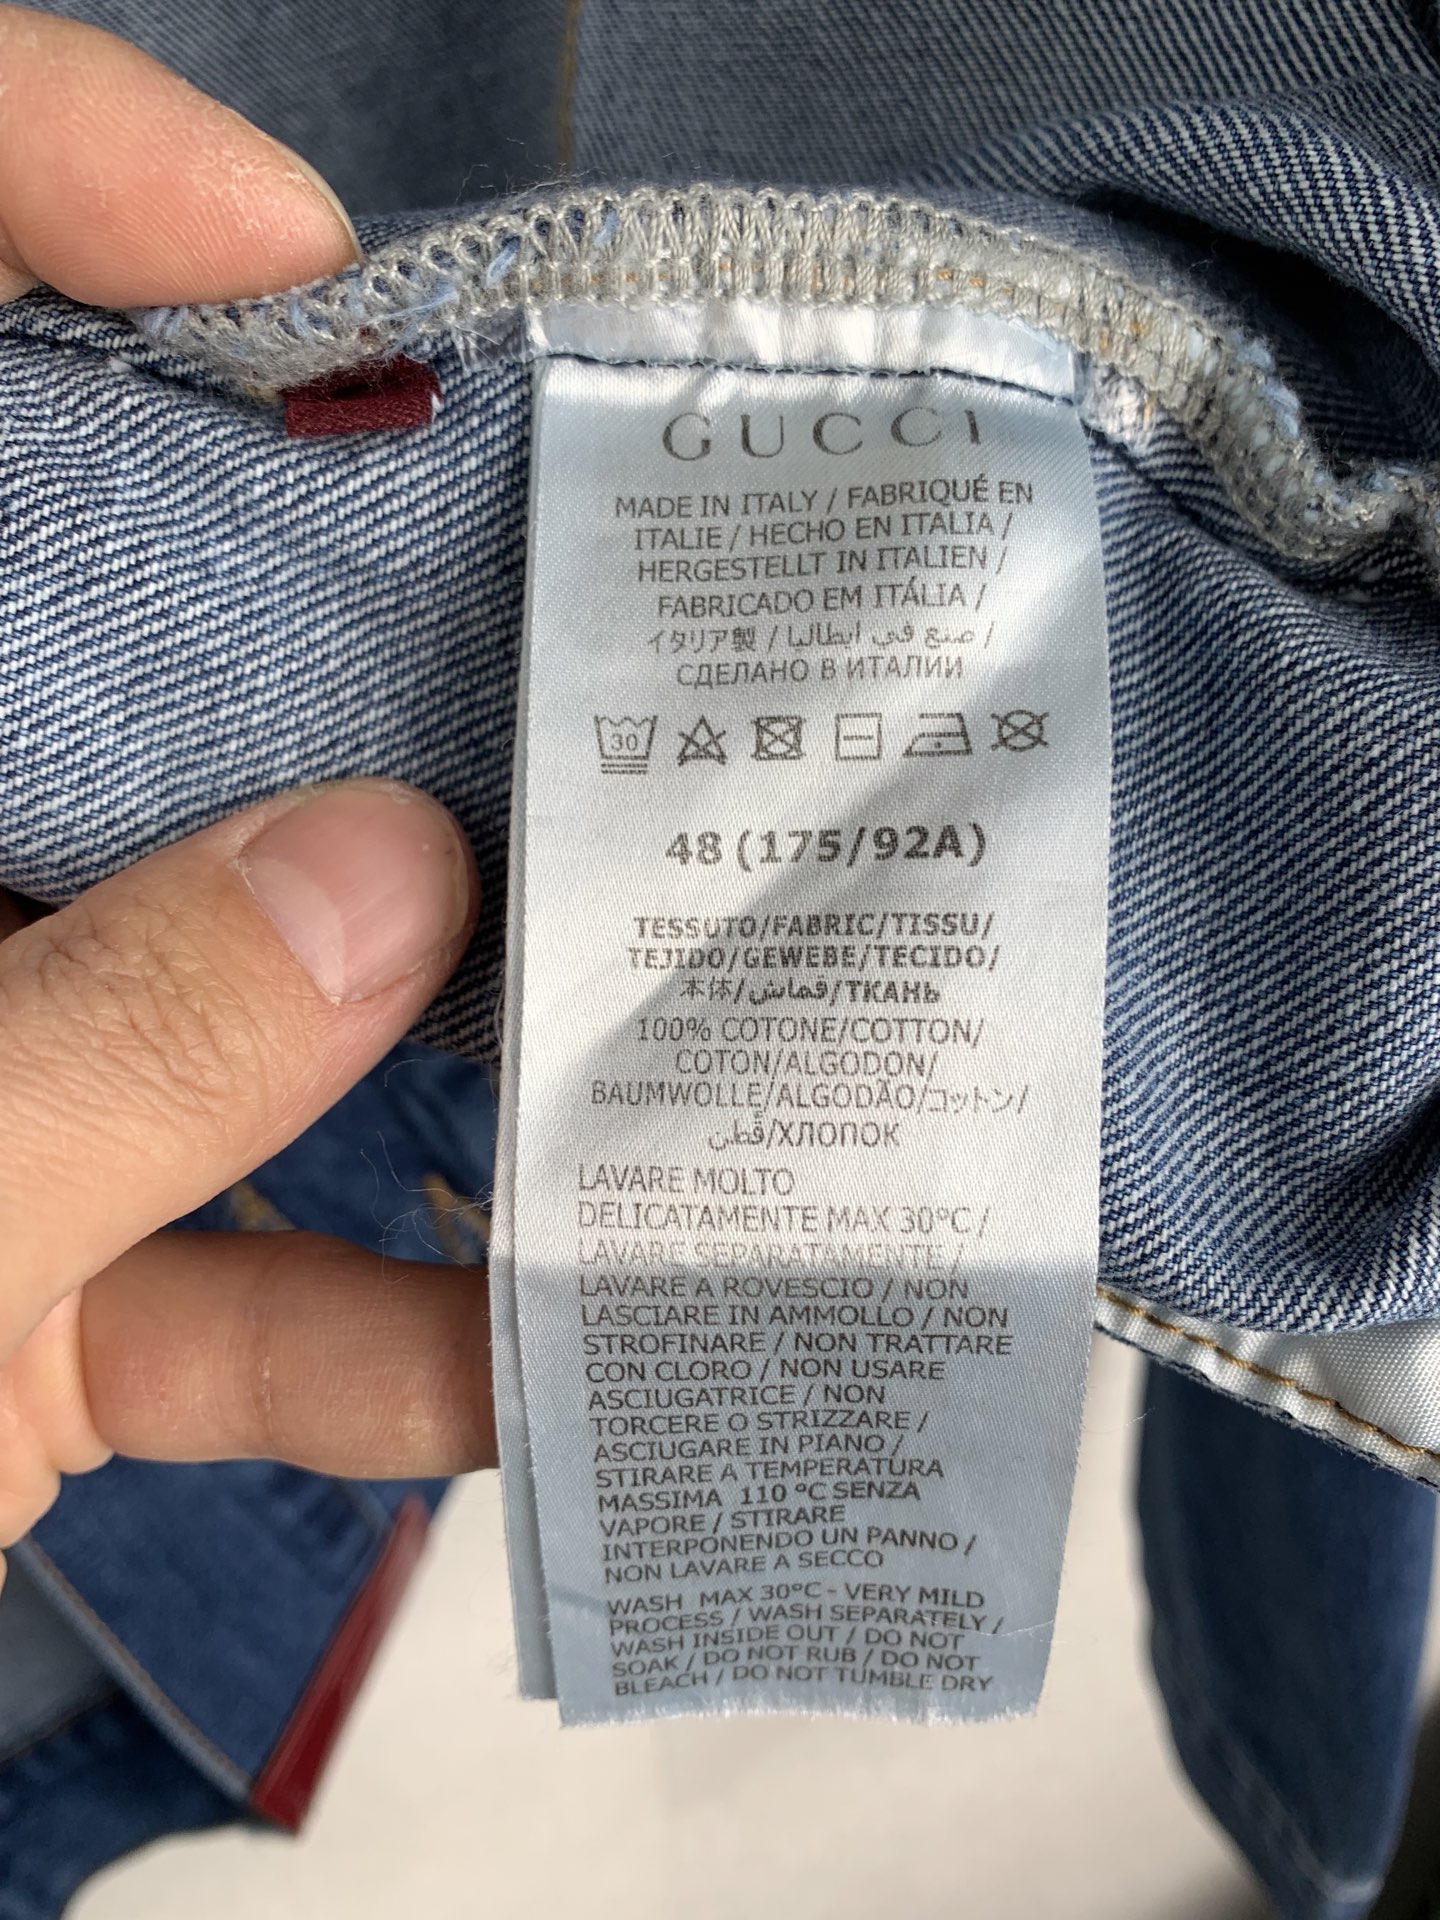 GUCCI
MADE IN ITALY / FABRIQUÉ EN
ITALIE / HECHO EN ITALIA /
HERGESTELLT IN ITALIEN /
FABRICADO EM ITÁLIA /
イタリア製 / صنع في ايطاليا /
СДЕЛАНО В ИТАЛИИ
30
48 (175/92A)
TESSUTO/FABRIC/TISSU/
TEJIDO/GEWEBE/TECIDO/
本体/قماش/ТКАНЬ
100% COTONE/COTTON/
COTON/ALGODON/
BAUMWOLLE/ALGODÃO/コットン/
قطن/ХЛОПОК
LAVARE MOLTO
DELICATAMENTE MAX 30°C /
LAVARE SEPARATAMENTE /
LAVARE A ROVESCIO / NON
LASCIARE IN AMMOLLO / NON
STROFINARE / NON TRATTARE
CON CLORO / NON USARE
ASCIUGATRICE / NON
TORCERE O STRIZZARE /
ASCIUGARE IN PIANO /
STIRARE A TEMPERATURA
MASSIMA 110 °C SENZA
VAPORE / STIRARE
INTERPONENDO UN PANNO /
NON LAVARE A SECCO
WASH MAX 30°C - VERY MILD
PROCESS / WASH SEPARATELY /
WASH INSIDE OUT / DO NOT
SOAK / DO NOT RUB / DO NOT
BLEACH / DO NOT TUMBLE DRY